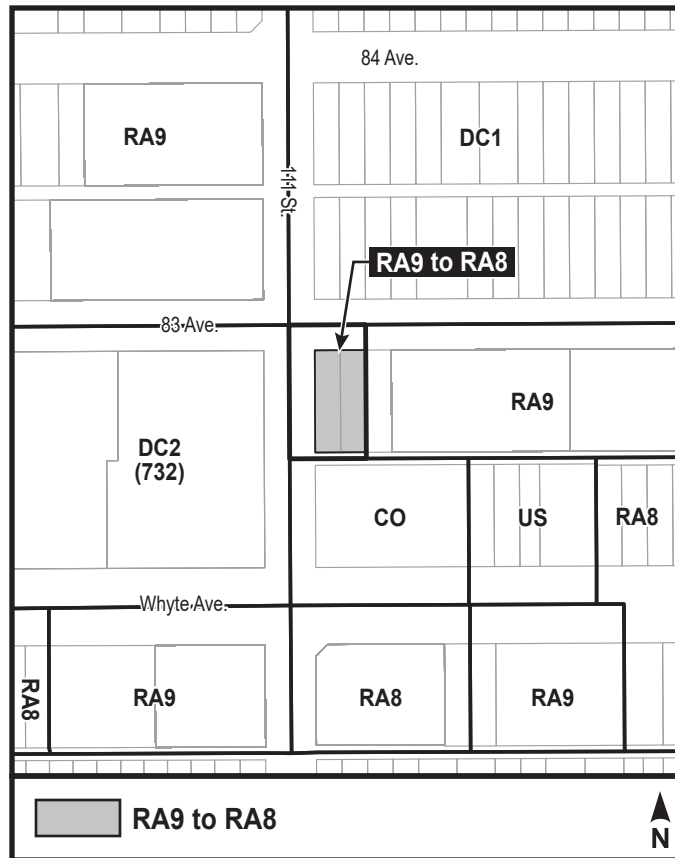 84 Ave.
RA9
DC1
111 St.
RA9 to RA8
83 Ave.
RA9
DC2
(732)
CO
US
RA8
Whyte Ave.
RA8
RA9
RA8
RA9
RA9 to RA8
N